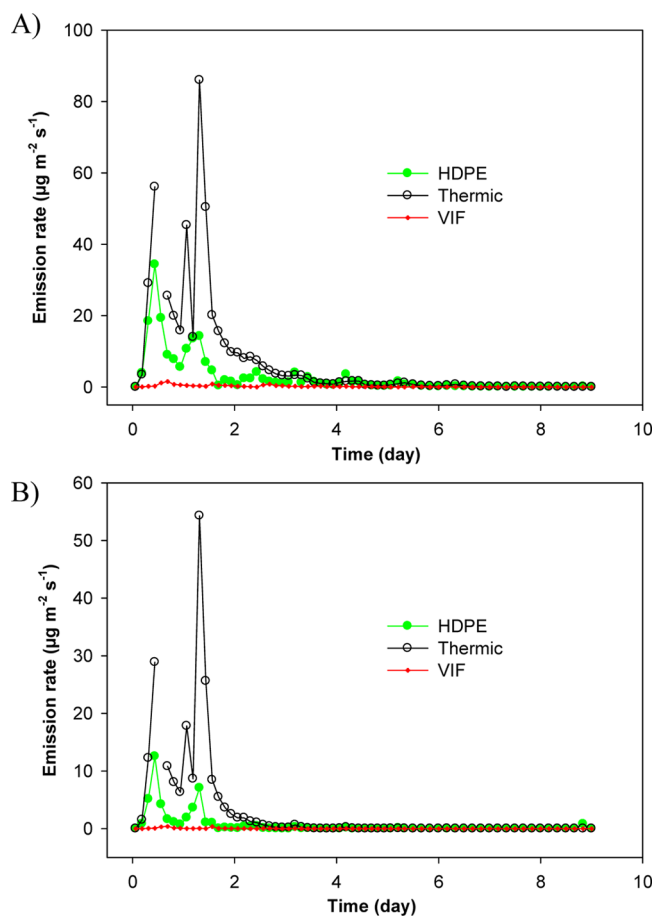 A)
100
80
60
40
20
0
Emission rate (µg m⁻² s⁻¹)
HDPE
Thermic
VIF
0 2 4 6 8 10
Time (day)
B)
60
50
40
30
20
10
0
Emission rate (µg m⁻² s⁻¹)
HDPE
Thermic
VIF
0 2 4 6 8 10
Time (day)